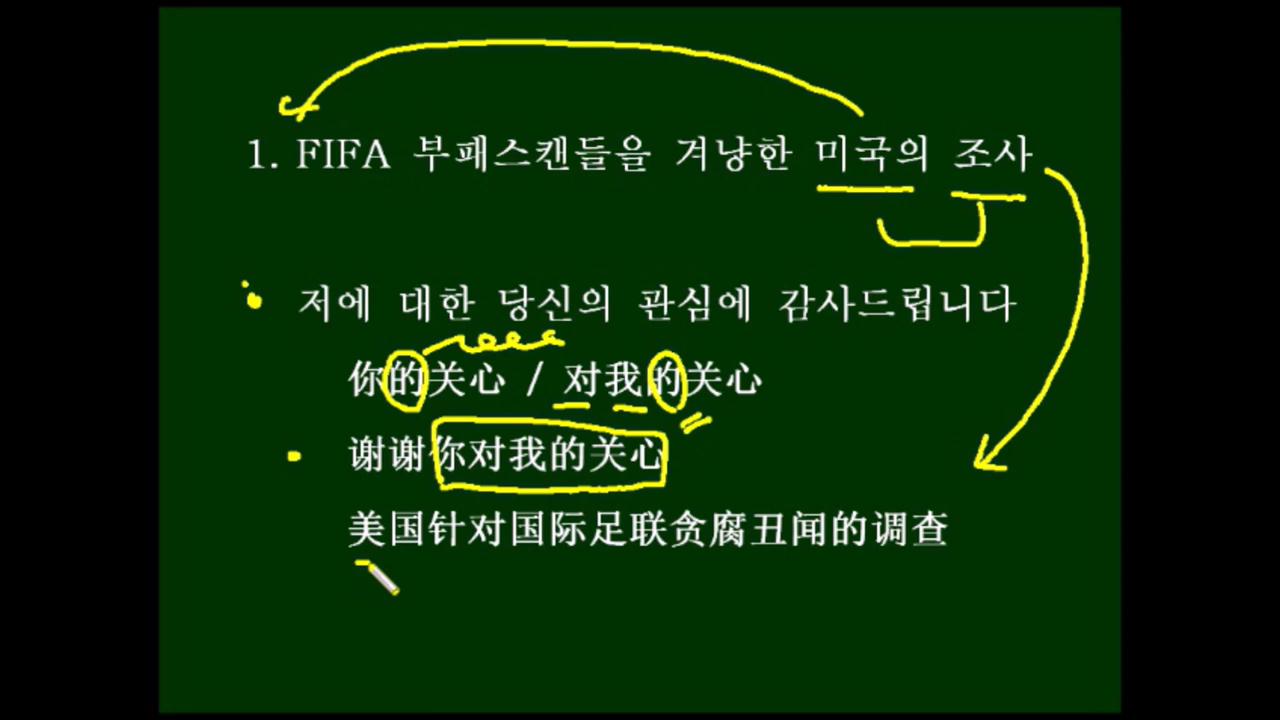 1. FIFA 부패스캔들을 겨냥한 미국의 조사
저에 대한 당신의 관심에 감사드립니다
你的关心 / 对我的关心
谢谢你对我的关心
美国针对国际足联贪腐丑闻的调查